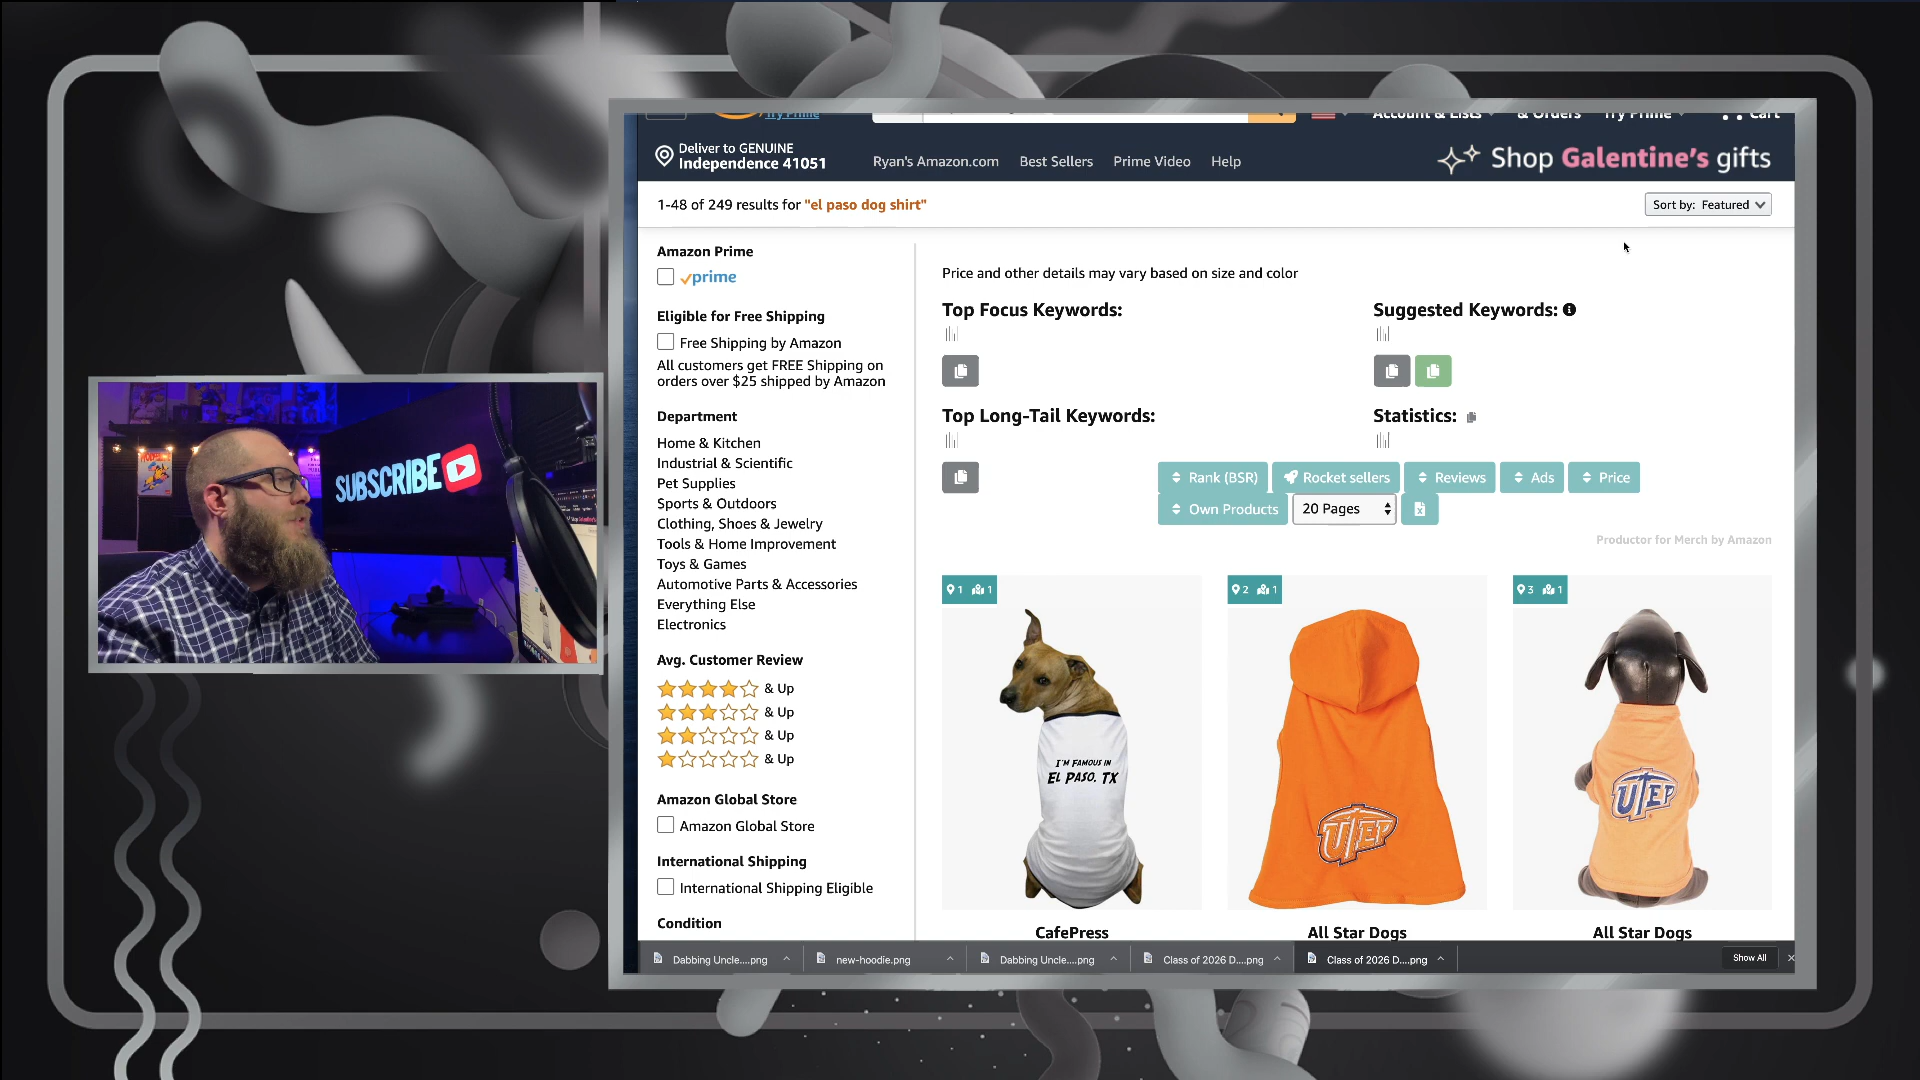 Try Prime
Account & Lists
& Orders
Try Prime
Cart
Deliver to GENUINE
Independence 41051
Ryan's Amazon.com
Best Sellers
Prime Video
Help
Shop Galentine's gifts
1-48 of 249 results for "el paso dog shirt"
Sort by: Featured
Amazon Prime
prime
Eligible for Free Shipping
Free Shipping by Amazon
All customers get FREE Shipping on
orders over $25 shipped by Amazon
Department
Home & Kitchen
Industrial & Scientific
Pet Supplies
Sports & Outdoors
Clothing, Shoes & Jewelry
Tools & Home Improvement
Toys & Games
Automotive Parts & Accessories
Everything Else
Electronics
Avg. Customer Review
& Up
& Up
& Up
& Up
Amazon Global Store
Amazon Global Store
International Shipping
International Shipping Eligible
Condition
Price and other details may vary based on size and color
Top Focus Keywords:
Suggested Keywords:
Top Long-Tail Keywords:
Statistics:
Rank (BSR)
Rocket sellers
Reviews
Ads
Price
Own Products
20 Pages
Productor for Merch by Amazon
1 1
2 1
3 1
I'M FAMOUS IN
EL PASO, TX
UTEP
UTEP
CafePress
All Star Dogs
All Star Dogs
Dabbing Uncle....png
new-hoodie.png
Dabbing Uncle....png
Class of 2026 D....png
Class of 2026 D....png
Show All
SUBSCRIBE